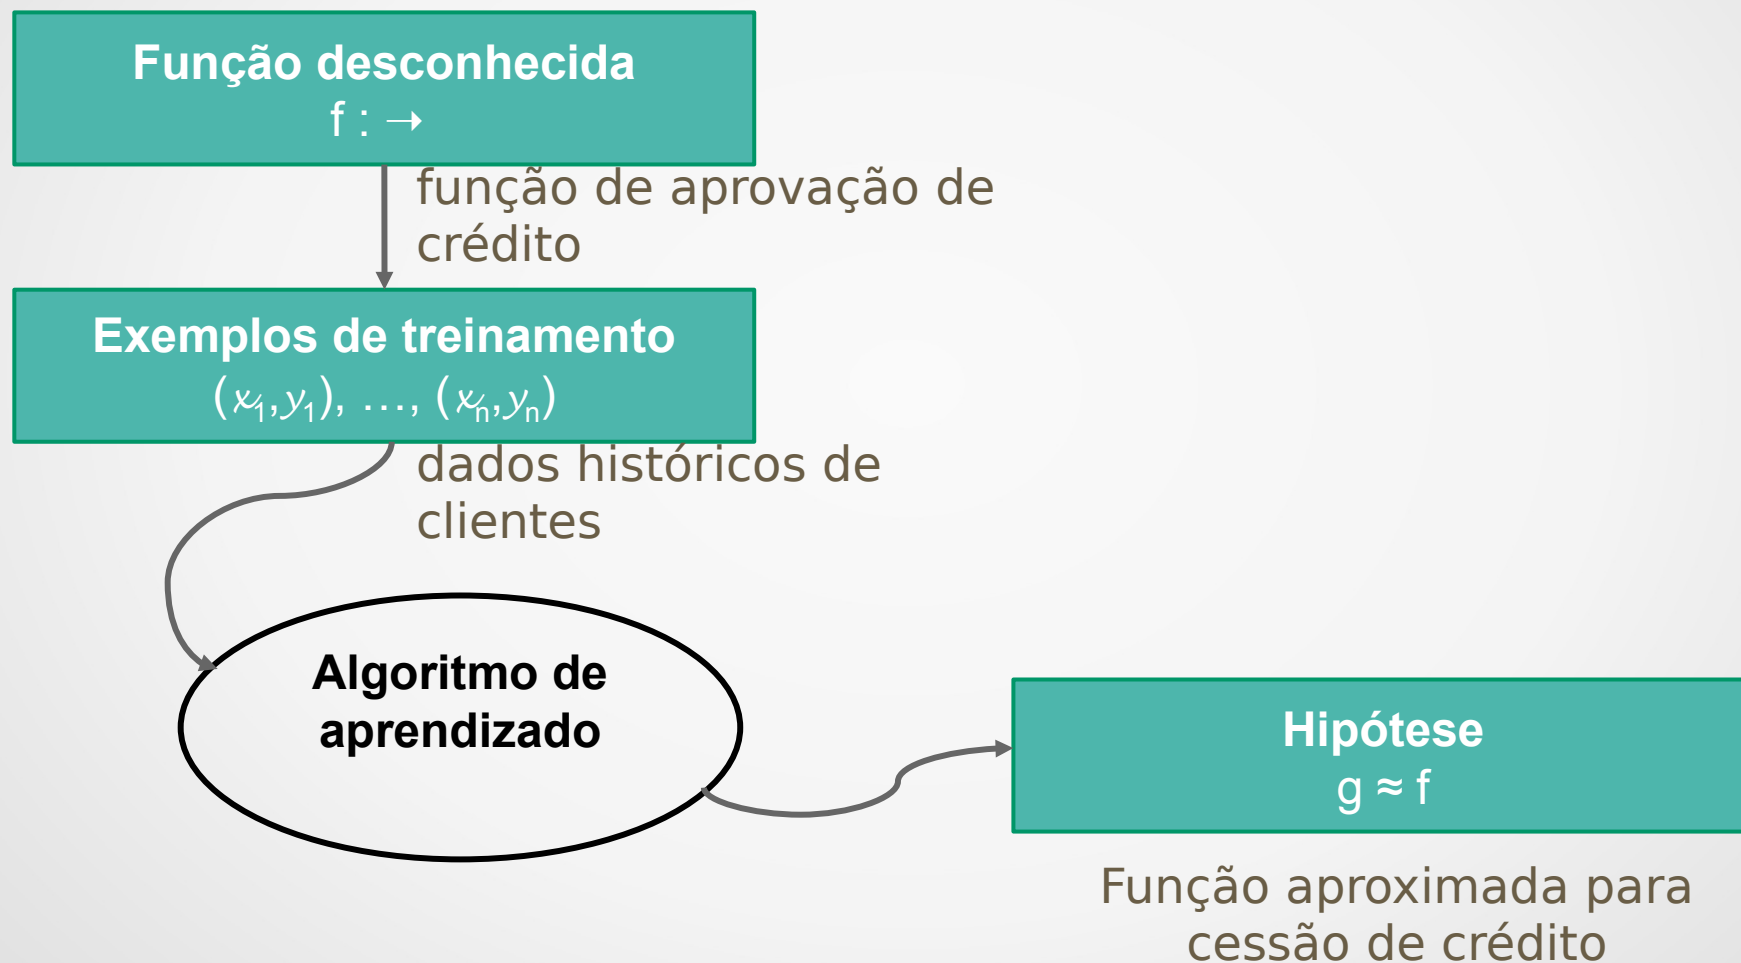 Função desconhecida
f : →
função de aprovação de
crédito
Exemplos de treinamento
(x₁,y₁), …, (xₙ,yₙ)
dados históricos de
clientes
Algoritmo de
aprendizado
Hipótese
g ≈ f
Função aproximada para
cessão de crédito